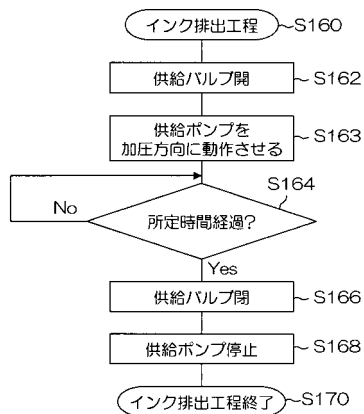 インク排出工程 S160
供給バルブ開 S162
供給ポンプを
加圧方向に動作させる S163
S164
所定時間経過?
No
Yes
供給バルブ閉 S166
供給ポンプ停止 S168
インク排出工程終了 S170